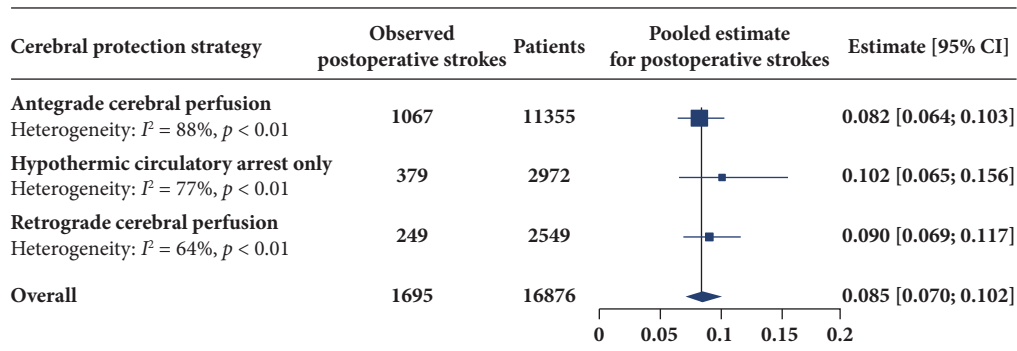 Cerebral protection strategy
Observed
postoperative strokes
Patients
Pooled estimate
for postoperative strokes
Estimate [95% CI]
Antegrade cerebral perfusion
Heterogeneity: I² = 88%, p < 0.01
1067
11355
0.082 [0.064; 0.103]
Hypothermic circulatory arrest only
Heterogeneity: I² = 77%, p < 0.01
379
2972
0.102 [0.065; 0.156]
Retrograde cerebral perfusion
Heterogeneity: I² = 64%, p < 0.01
249
2549
0.090 [0.069; 0.117]
Overall
1695
16876
0.085 [0.070; 0.102]
0 0.05 0.1 0.15 0.2